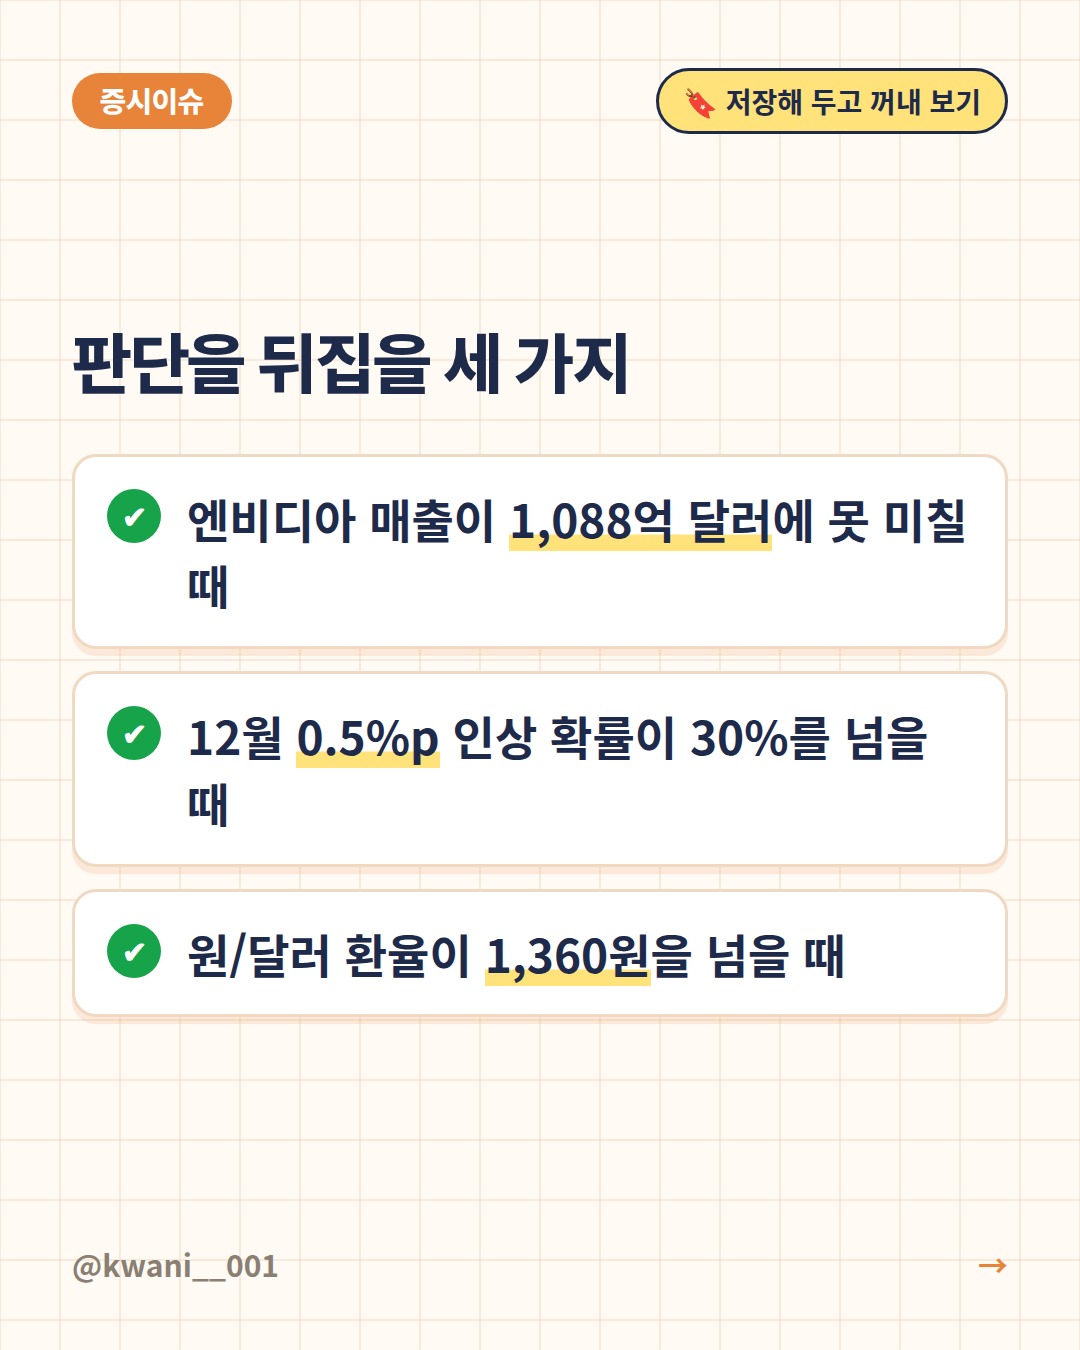 증시이슈
🔖 저장해 두고 꺼내 보기
판단을 뒤집을 세 가지
✔ 엔비디아 매출이 1,088억 달러에 못 미칠
때
✔ 12월 0.5%p 인상 확률이 30%를 넘을
때
✔ 원/달러 환율이 1,360원을 넘을 때
@kwani__001
→